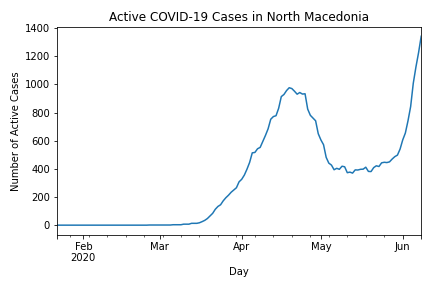 Active COVID-19 Cases in North Macedonia
1400
1200
1000
800
600
400
200
0
Number of Active Cases
Feb Mar Apr May Jun
2020
Day